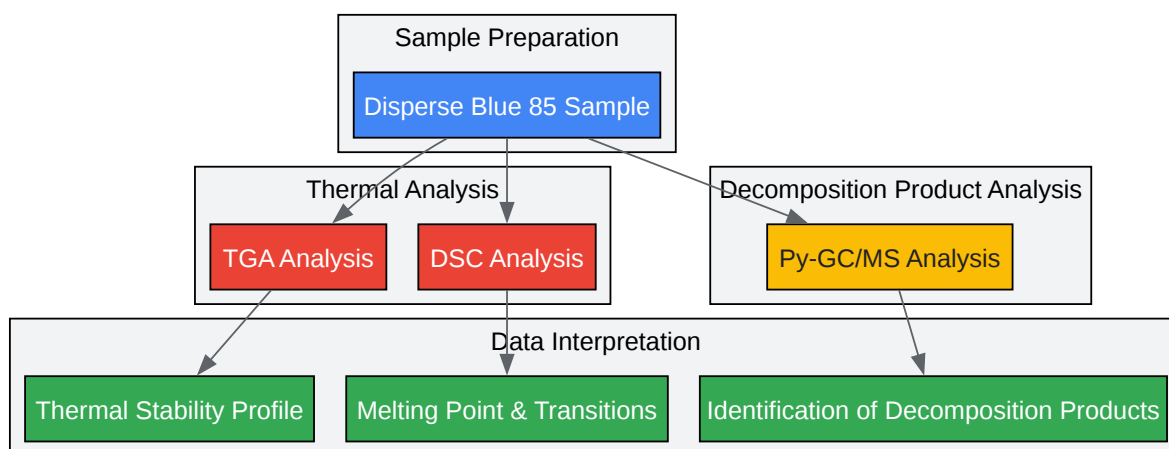 Sample Preparation
Disperse Blue 85 Sample
Thermal Analysis
Decomposition Product Analysis
TGA Analysis
DSC Analysis
Py-GC/MS Analysis
Data Interpretation
Thermal Stability Profile
Melting Point & Transitions
Identification of Decomposition Products